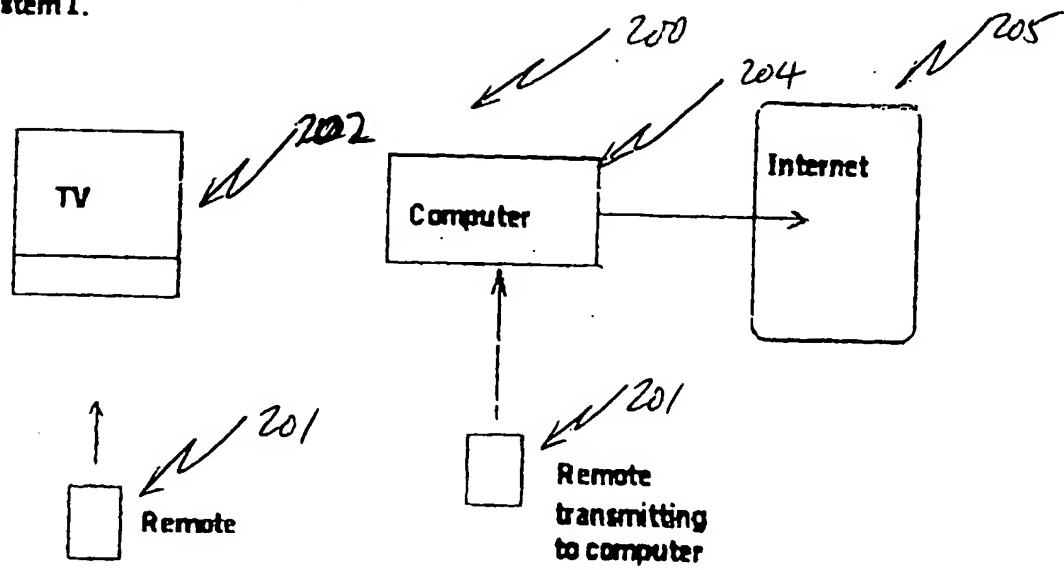 stem 1.
200
205
204
202
TV
Computer
Internet
201
Remote
201
Remote
transmitting
to computer